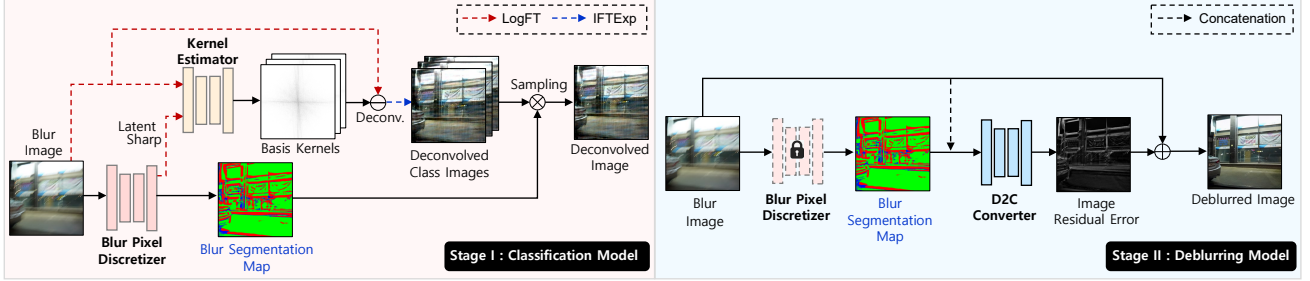 LogFT
IFTExp
Kernel
Estimator
Blur
Image
Latent
Sharp
Basis Kernels
Deconv.
Deconvolved
Class Images
Sampling
Deconvolved
Image
Blur Pixel
Discretizer
Blur Segmentation
Map
Stage I : Classification Model
Concatenation
Blur
Image
Blur Pixel
Discretizer
Blur
Segmentation
Map
D2C
Converter
Image
Residual Error
Deblurred Image
Stage II : Deblurring Model